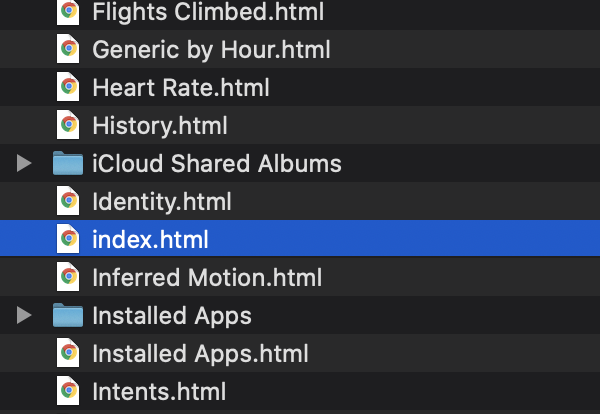 Flights Climbed.html
Generic by Hour.html
Heart Rate.html
History.html
iCloud Shared Albums
Identity.html
index.html
Inferred Motion.html
Installed Apps
Installed Apps.html
Intents.html